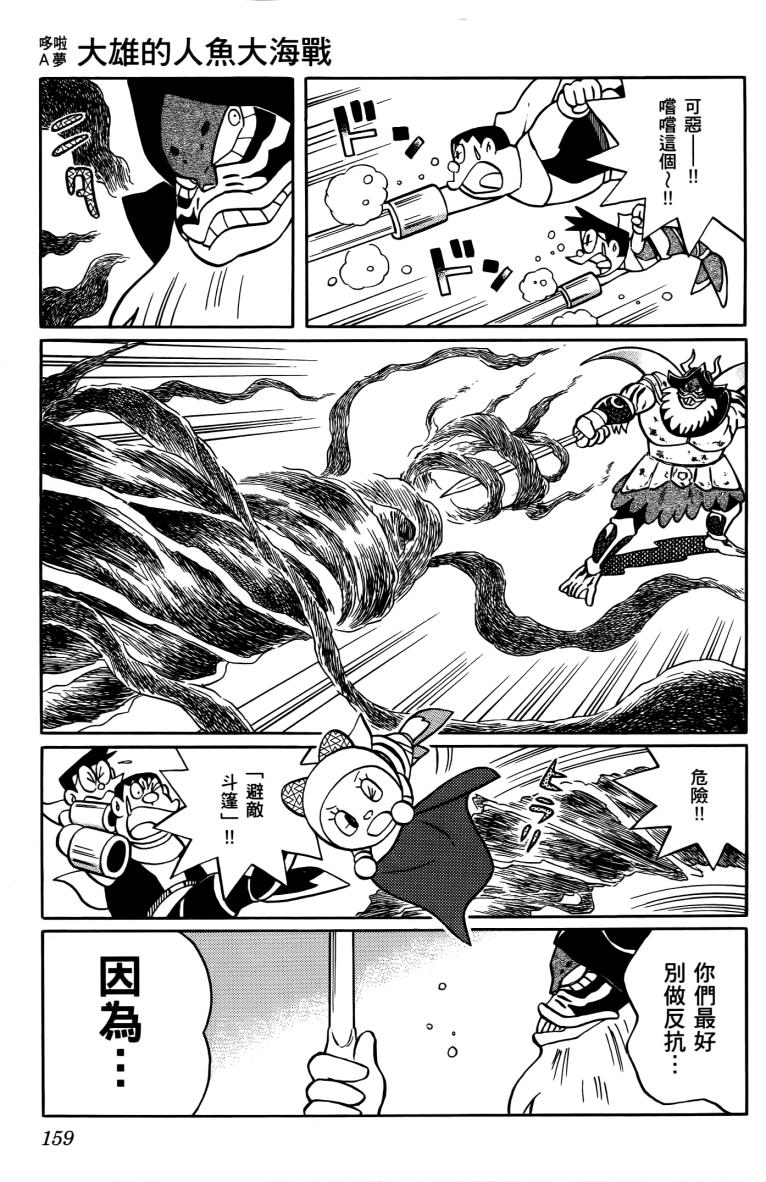 哆啦
A夢
大雄的人魚大海戰
可惡──!!
嚐嚐這個～!!
ドン
ドン
危險!!
「避敵
斗篷」!!
你們最好
別做反抗…
因為…
159